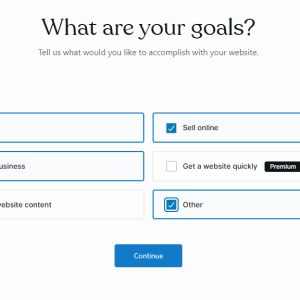 What are your goals?
Tell us what would you like to accomplish with your website.
Sell online
usiness
Get a website quickly Premium
ebsite content
Other
Continue